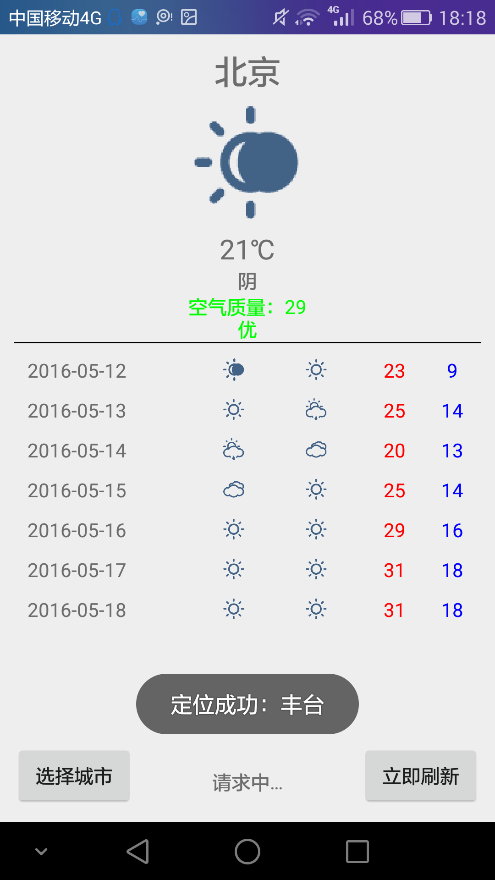 中国移动4G 4G 68% 18:18
北京
21℃
阴
空气质量：29
优
2016-05-12 23 9
2016-05-13 25 14
2016-05-14 20 13
2016-05-15 25 14
2016-05-16 29 16
2016-05-17 31 18
2016-05-18 31 18
定位成功：丰台
选择城市 请求中... 立即刷新